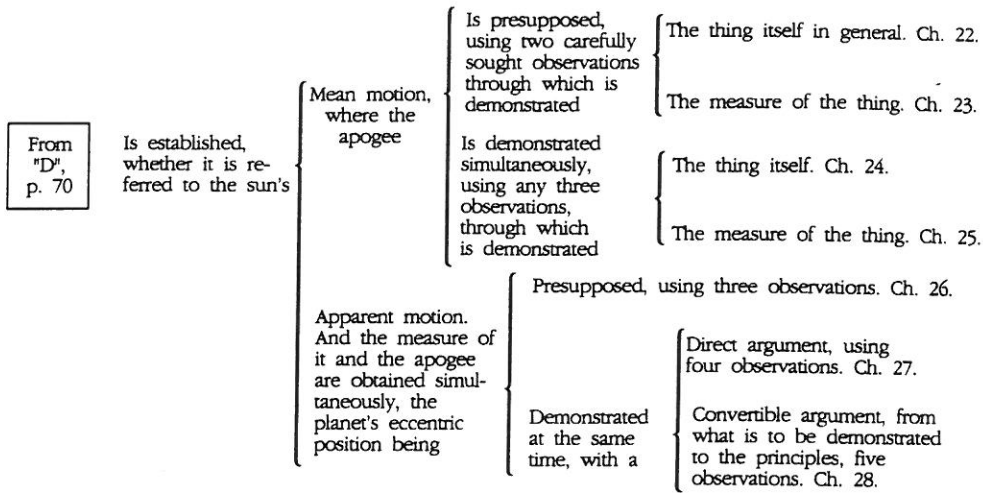 From
"D",
p. 70
Is established,
whether it is re-
ferred to the sun's
Mean motion,
where the
apogee
Is presupposed,
using two carefully
sought observations
through which is
demonstrated
The thing itself in general. Ch. 22.
The measure of the thing. Ch. 23.
Is demonstrated
simultaneously,
using any three
observations,
through which
is demonstrated
The thing itself. Ch. 24.
The measure of the thing. Ch. 25.
Apparent motion.
And the measure of
it and the apogee
are obtained simul-
taneously, the
planet's eccentric
position being
Presupposed, using three observations. Ch. 26.
Demonstrated
at the same
time, with a
Direct argument, using
four observations. Ch. 27.
Convertible argument, from
what is to be demonstrated
to the principles, five
observations. Ch. 28.